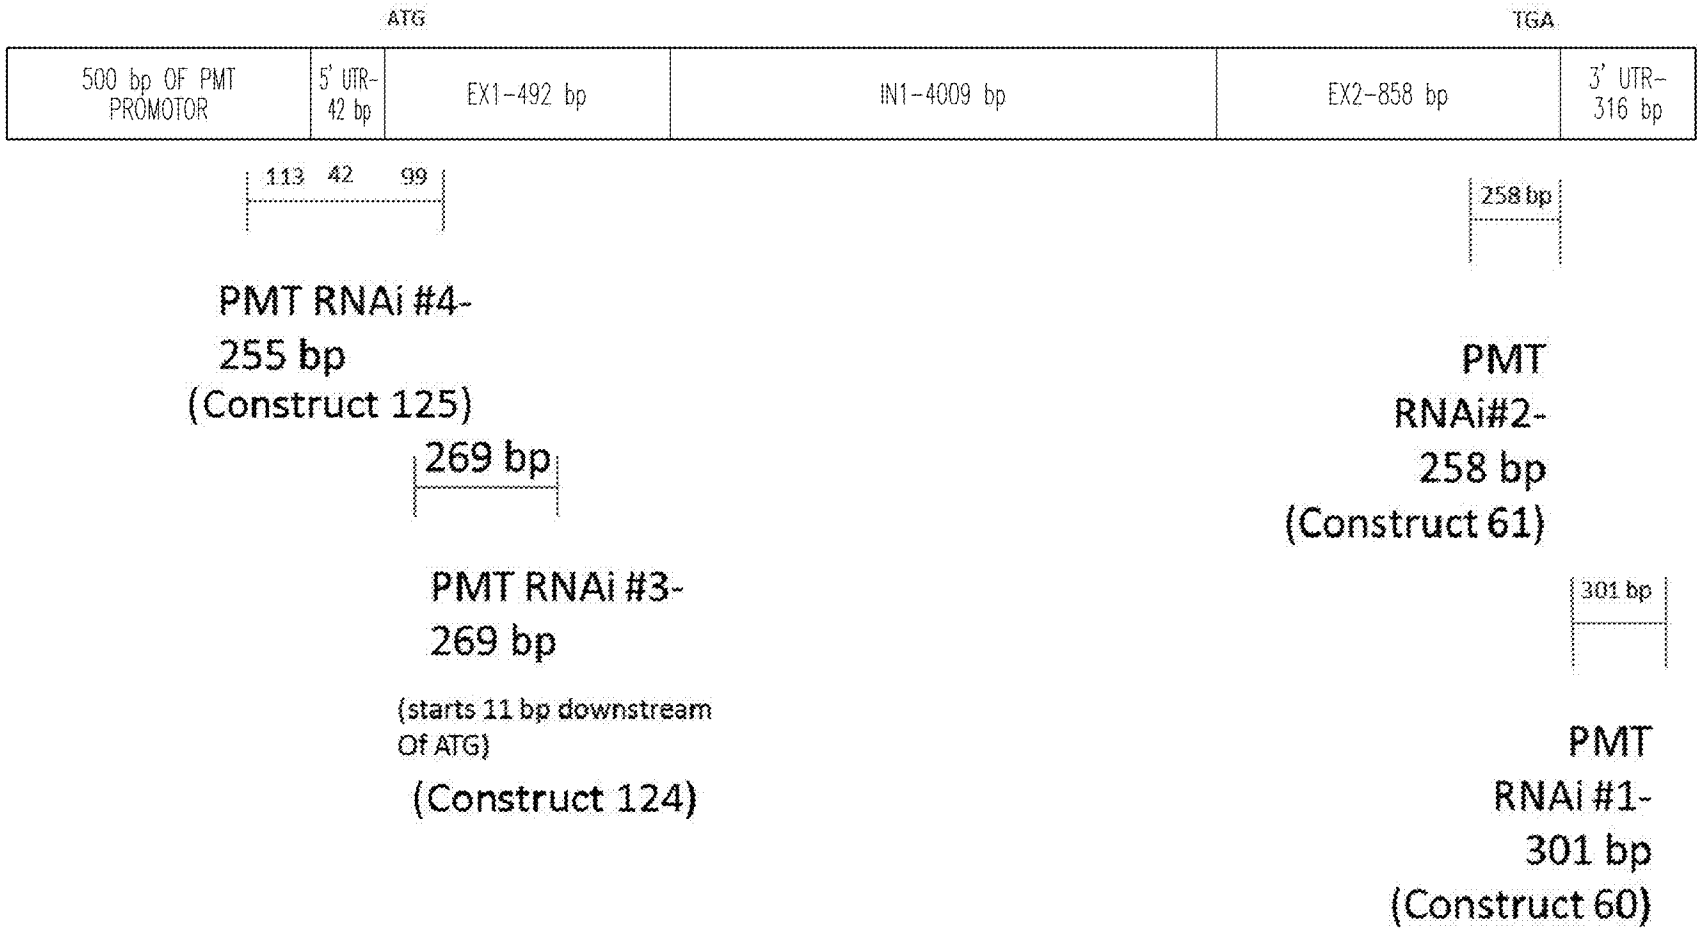 ATG
TGA
500 bp OF PMT
PROMOTOR
5' UTR-
42 bp
EX1-492 bp
IN1-4009 bp
EX2-858 bp
3' UTR-
316 bp
113 42 99
258 bp
PMT RNAi #4-
255 bp
(Construct 125)
269 bp
PMT RNAi #3-
269 bp
(starts 11 bp downstream
Of ATG)
(Construct 124)
PMT
RNAi#2-
258 bp
(Construct 61)
301 bp
PMT
RNAi #1-
301 bp
(Construct 60)